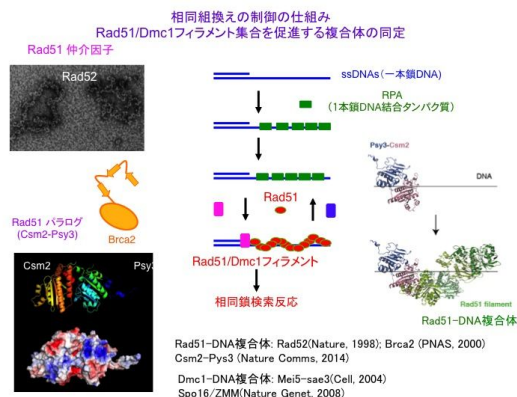 相同組換えの制御の仕組み
Rad51/Dmc1フィラメント集合を促進する複合体の同定
Rad51 仲介因子
Rad52
ssDNAs(一本鎖DNA)
RPA
(1本鎖DNA結合タンパク質)
Psy3-Csm2
DNA
Rad51
Rad51 パラログ
(Csm2-Psy3)
Brca2
Rad51/Dmc1フィラメント
Csm2
Psy3
Rad51 filament
Rad51-DNA複合体
相同鎖検索反応
Rad51-DNA複合体: Rad52(Nature, 1998); Brca2 (PNAS, 2000)
Csm2-Pys3 (Nature Comms, 2014)
Dmc1-DNA複合体: Mei5-sae3(Cell, 2004)
Spo16/ZMM(Nature Genet, 2008)